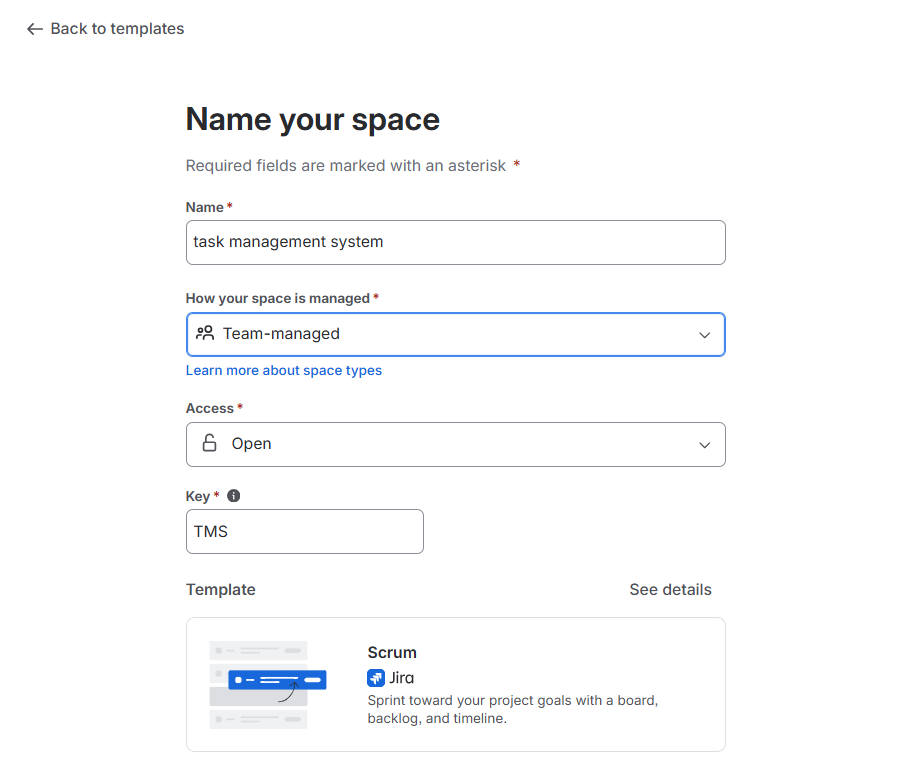 Back to templates
Name your space
Required fields are marked with an asterisk *
Name *
task management system
How your space is managed *
Team-managed
Learn more about space types
Access *
Open
Key *
TMS
Template See details
Scrum
Jira
Sprint toward your project goals with a board,
backlog, and timeline.